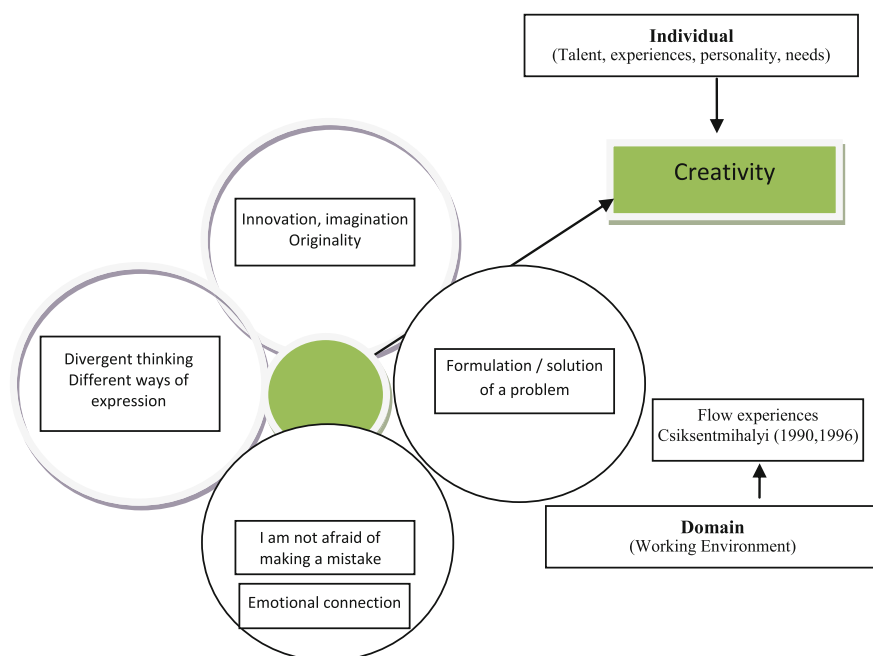 Individual
(Talent, experiences, personality, needs)
Creativity
Innovation, imagination
Originality
Divergent thinking
Different ways of
expression
Formulation / solution
of a problem
Flow experiences
Csiksentmihalyi (1990,1996)
Domain
(Working Environment)
I am not afraid of
making a mistake
Emotional connection